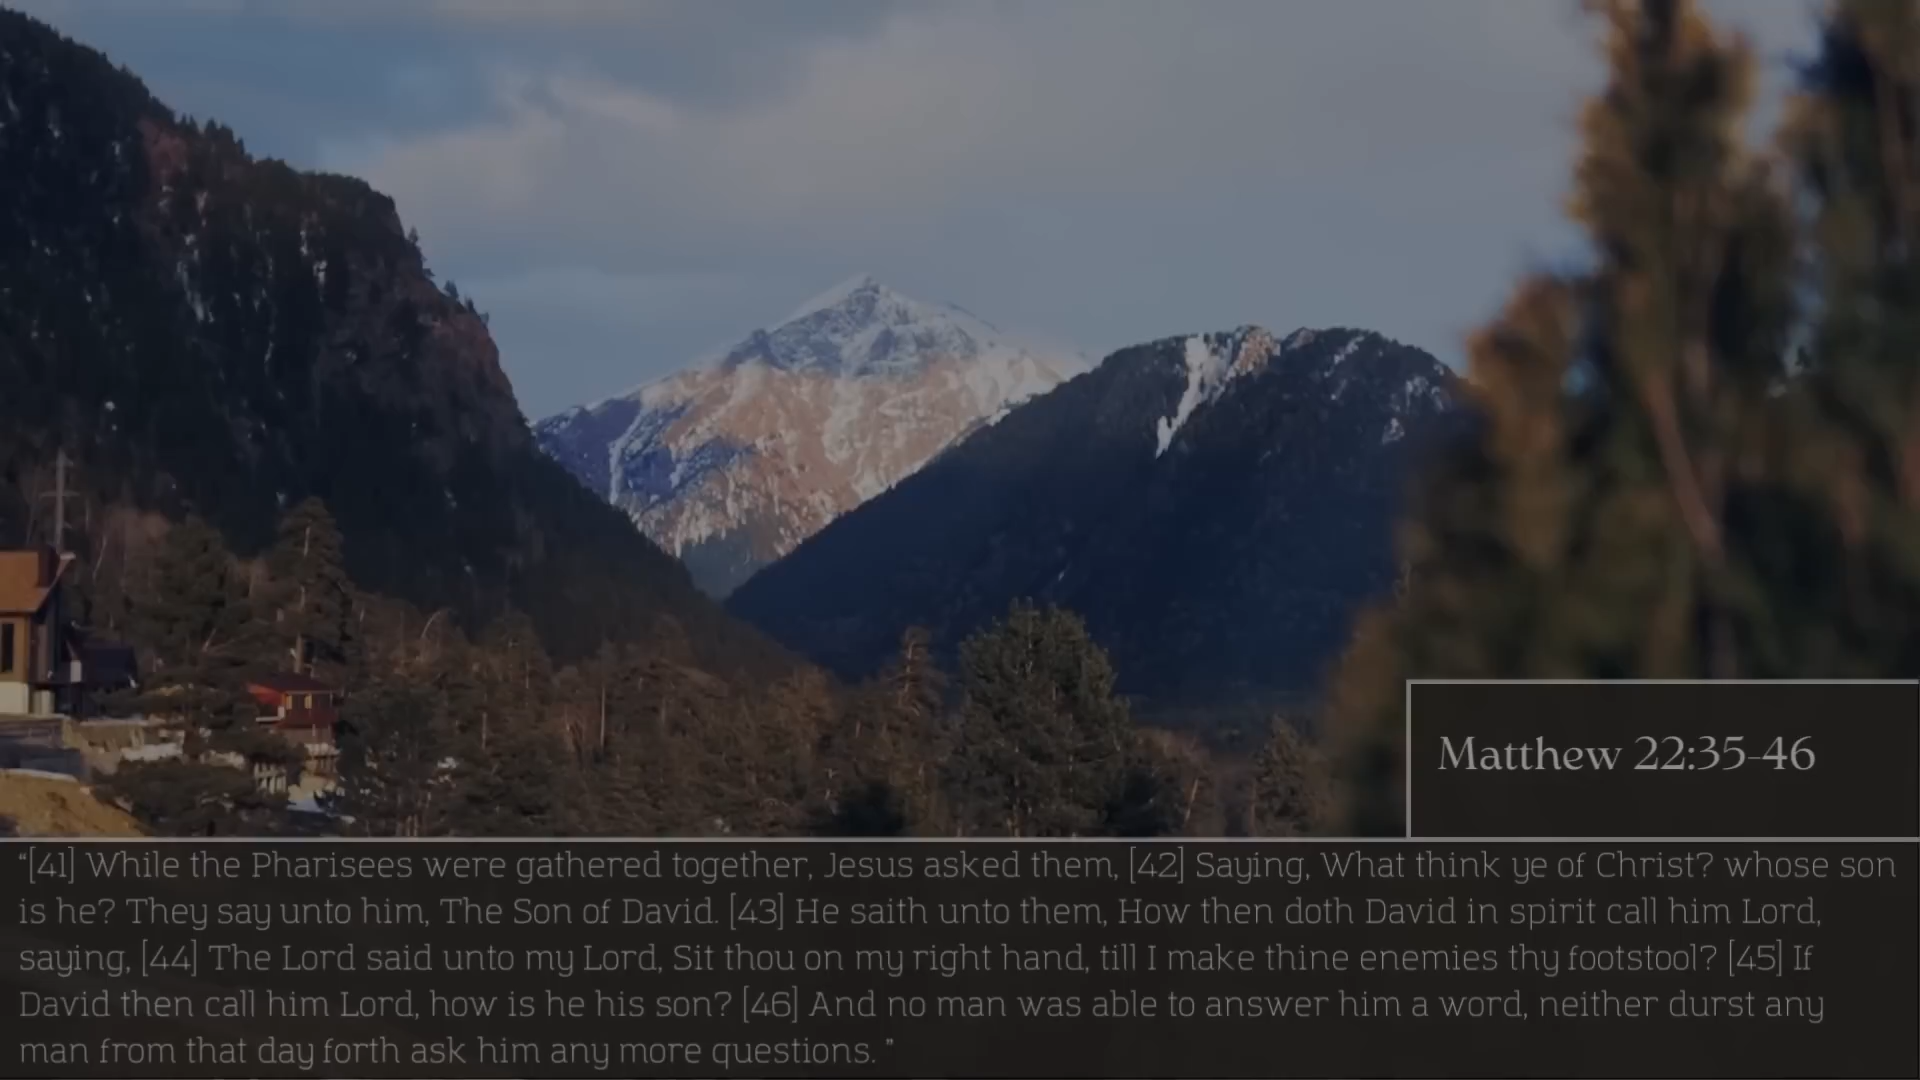 Matthew 22:35-46
“[41] While the Pharisees were gathered together, Jesus asked them, [42] Saying, What think ye of Christ? whose son
is he? They say unto him, The Son of David. [43] He saith unto them, How then doth David in spirit call him Lord,
saying, [44] The Lord said unto my Lord, Sit thou on my right hand, till I make thine enemies thy footstool? [45] If
David then call him Lord, how is he his son? [46] And no man was able to answer him a word, neither durst any
man from that day forth ask him any more questions. ”